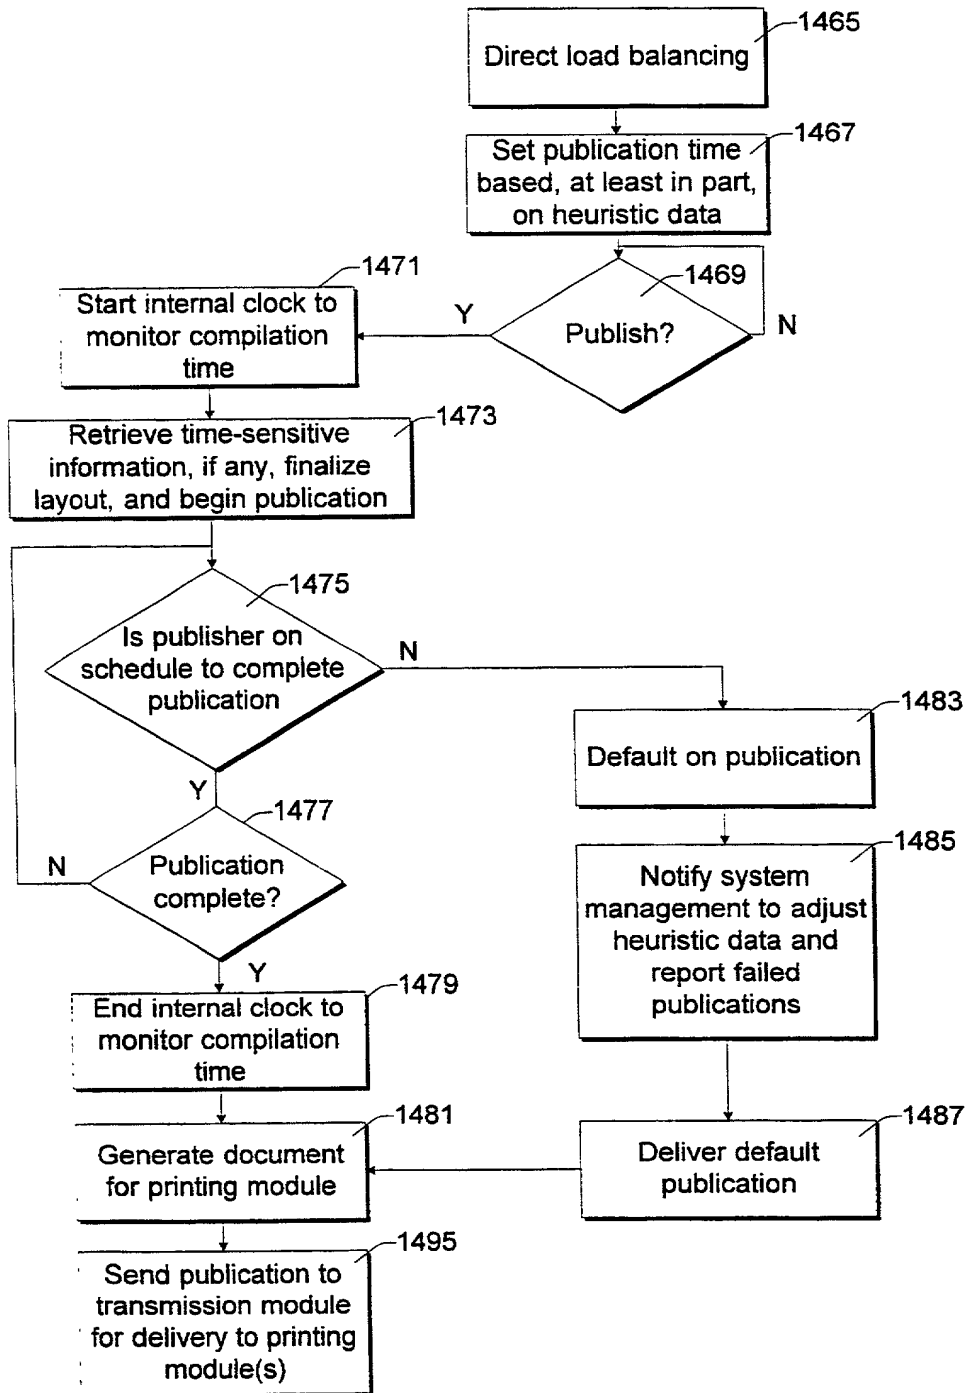 1465
Direct load balancing
1467
Set publication time
based, at least in part,
on heuristic data
1469
Publish?
Y
N
1471
Start internal clock to
monitor compilation
time
1473
Retrieve time-sensitive
information, if any, finalize
layout, and begin publication
1475
Is publisher on
schedule to complete
publication
N
Y
1483
Default on publication
1477
Publication
complete?
N
Y
1485
Notify system
management to adjust
heuristic data and
report failed
publications
1479
End internal clock to
monitor compilation
time
1481
Generate document
for printing module
1487
Deliver default
publication
1495
Send publication to
transmission module
for delivery to printing
module(s)